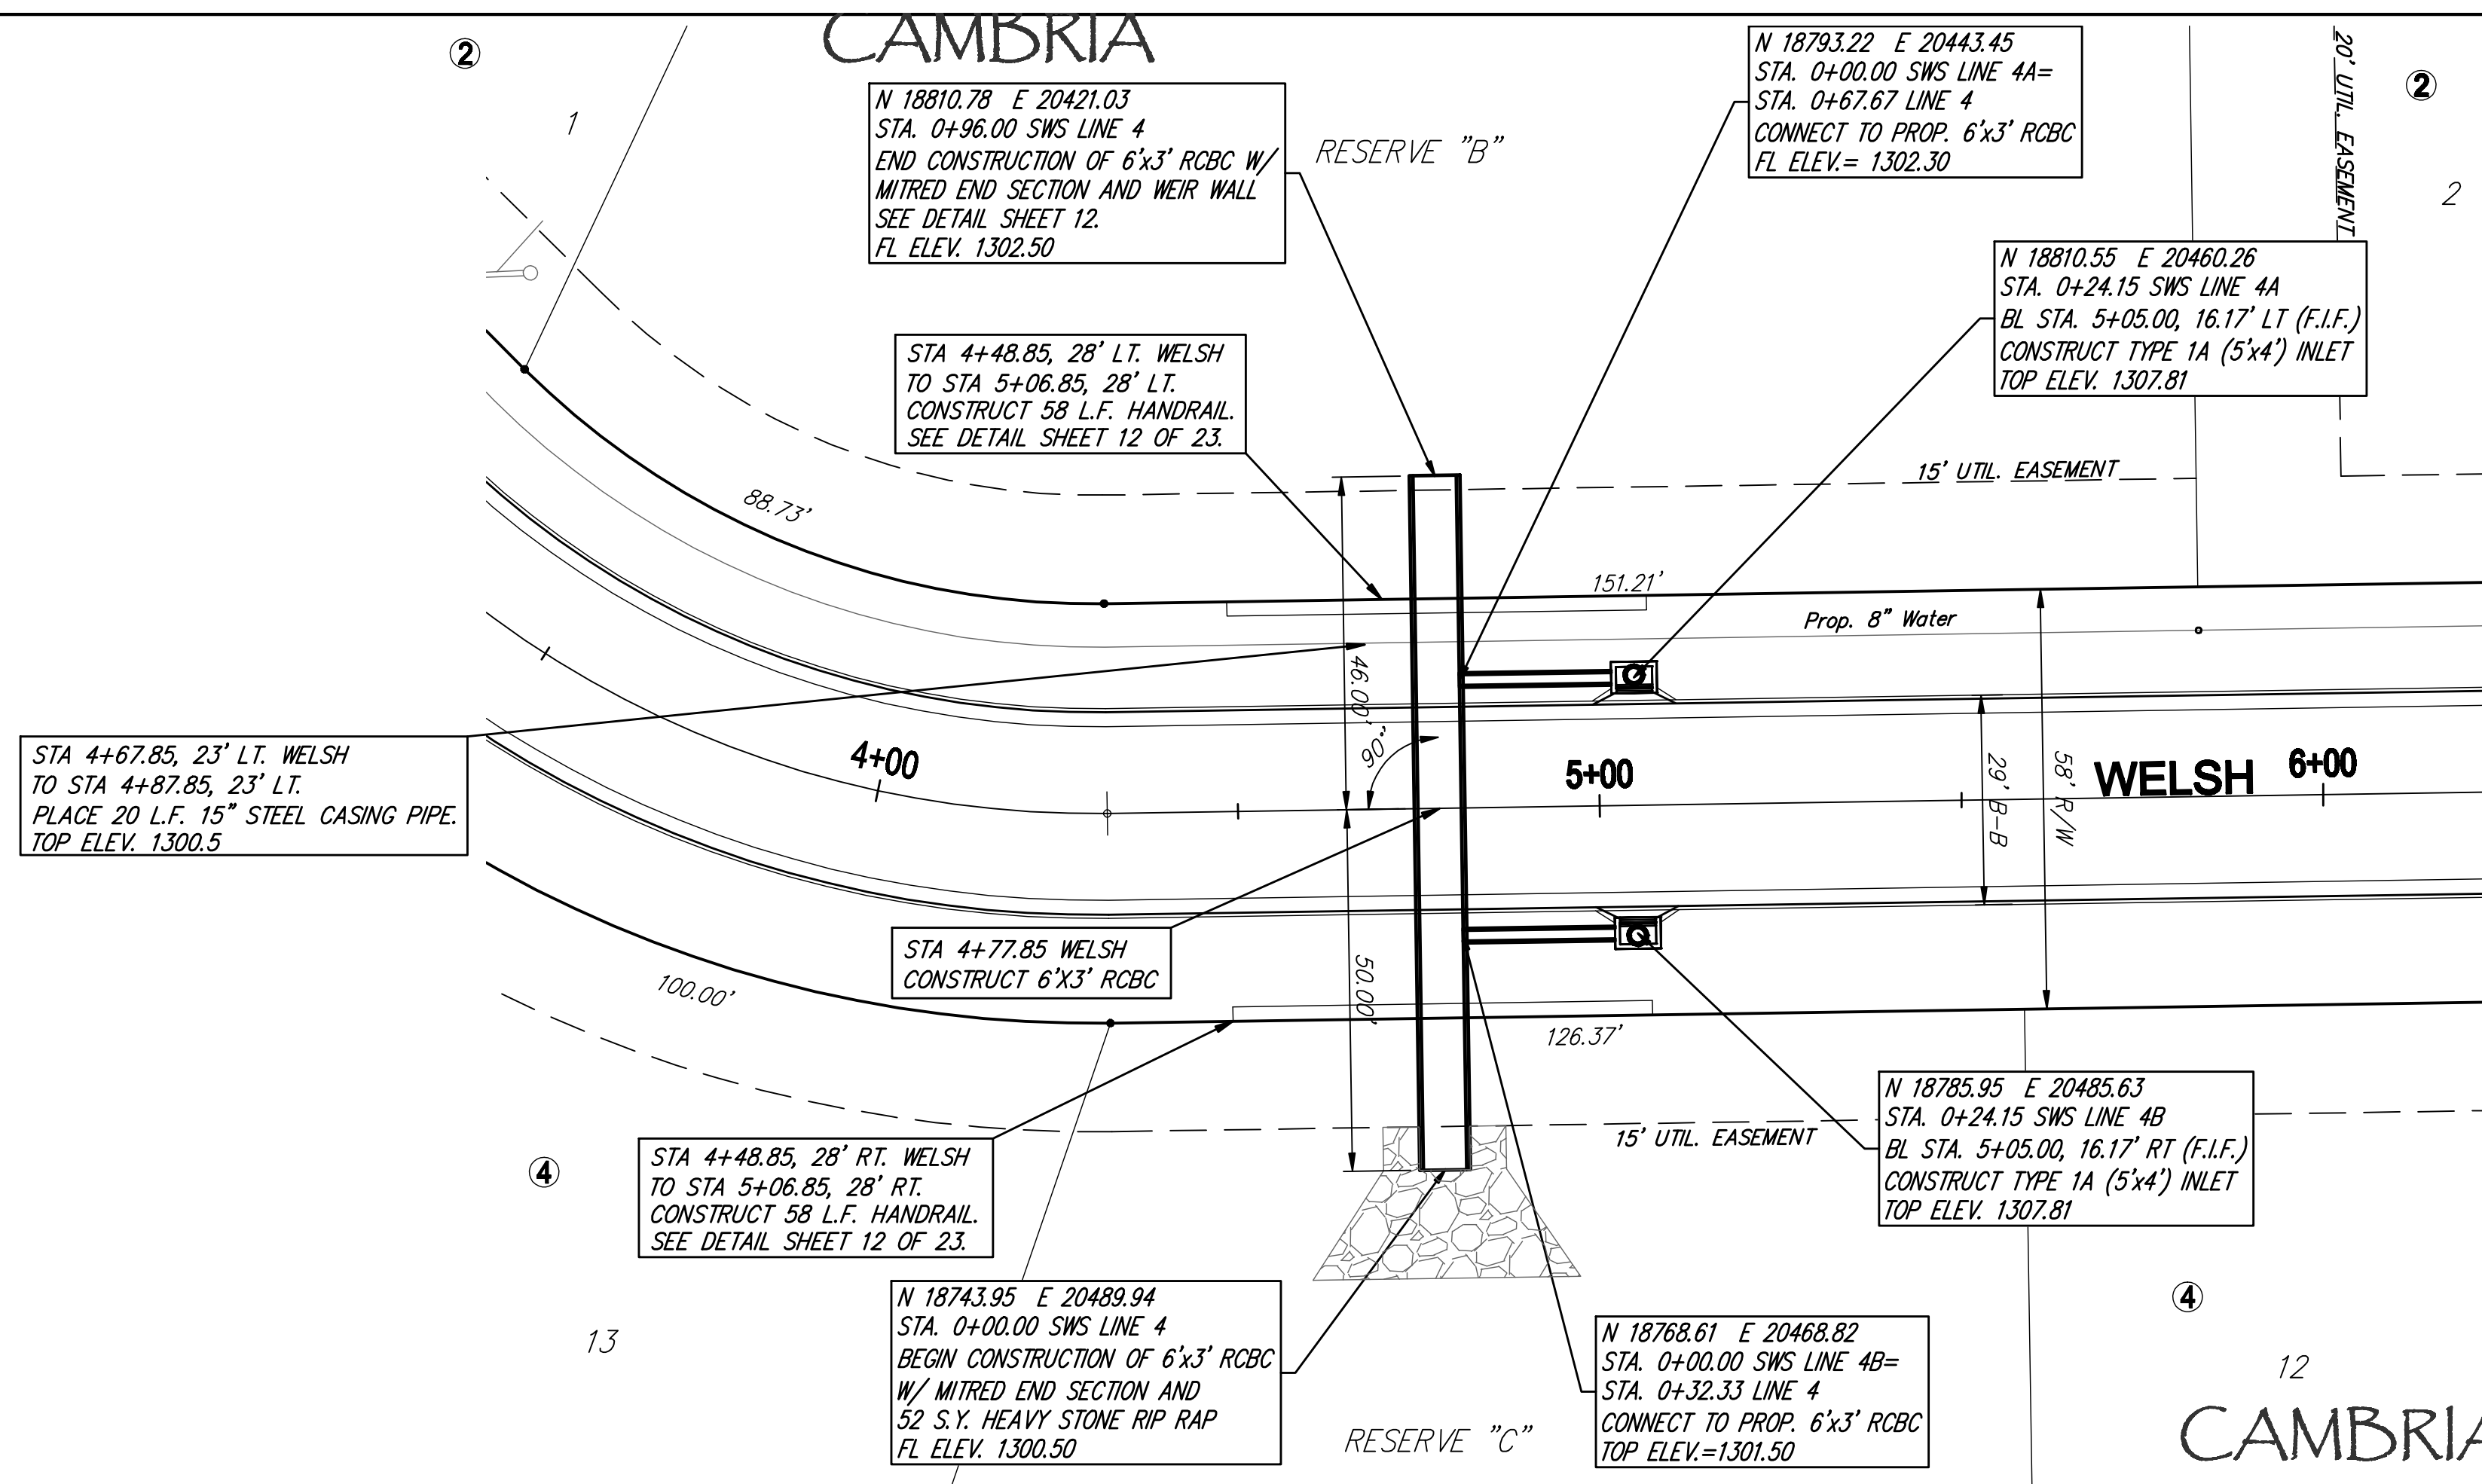 CAMBRIA
2
1
N 18810.78 E 20421.03
STA. 0+96.00 SWS LINE 4
END CONSTRUCTION OF 6'x3' RCBC W/
MITRED END SECTION AND WEIR WALL
SEE DETAIL SHEET 12.
FL ELEV. 1302.50
RESERVE "B"
N 18793.22 E 20443.45
STA. 0+00.00 SWS LINE 4A=
STA. 0+67.67 LINE 4
CONNECT TO PROP. 6'x3' RCBC
FL ELEV.= 1302.30
20' UTIL. EASEMENT
2
2
N 18810.55 E 20460.26
STA. 0+24.15 SWS LINE 4A
BL STA. 5+05.00, 16.17' LT (F.I.F.)
CONSTRUCT TYPE 1A (5'x4') INLET
TOP ELEV. 1307.81
STA 4+48.85, 28' LT. WELSH
TO STA 5+06.85, 28' LT.
CONSTRUCT 58 L.F. HANDRAIL.
SEE DETAIL SHEET 12 OF 23.
15' UTIL. EASEMENT
88.73'
151.21'
Prop. 8" Water
46.00'
90°
STA 4+67.85, 23' LT. WELSH
TO STA 4+87.85, 23' LT.
PLACE 20 L.F. 15" STEEL CASING PIPE.
TOP ELEV. 1300.5
4+00
5+00
29' B-B
58' R/W
WELSH
6+00
STA 4+77.85 WELSH
CONSTRUCT 6'X3' RCBC
50.00'
100.00'
126.37'
15' UTIL. EASEMENT
STA 4+48.85, 28' RT. WELSH
TO STA 5+06.85, 28' RT.
CONSTRUCT 58 L.F. HANDRAIL.
SEE DETAIL SHEET 12 OF 23.
4
N 18785.95 E 20485.63
STA. 0+24.15 SWS LINE 4B
BL STA. 5+05.00, 16.17' RT (F.I.F.)
CONSTRUCT TYPE 1A (5'x4') INLET
TOP ELEV. 1307.81
4
13
N 18743.95 E 20489.94
STA. 0+00.00 SWS LINE 4
BEGIN CONSTRUCTION OF 6'x3' RCBC
W/ MITRED END SECTION AND
52 S.Y. HEAVY STONE RIP RAP
FL ELEV. 1300.50
RESERVE "C"
N 18768.61 E 20468.82
STA. 0+00.00 SWS LINE 4B=
STA. 0+32.33 LINE 4
CONNECT TO PROP. 6'x3' RCBC
TOP ELEV.=1301.50
12
CAMBRIA